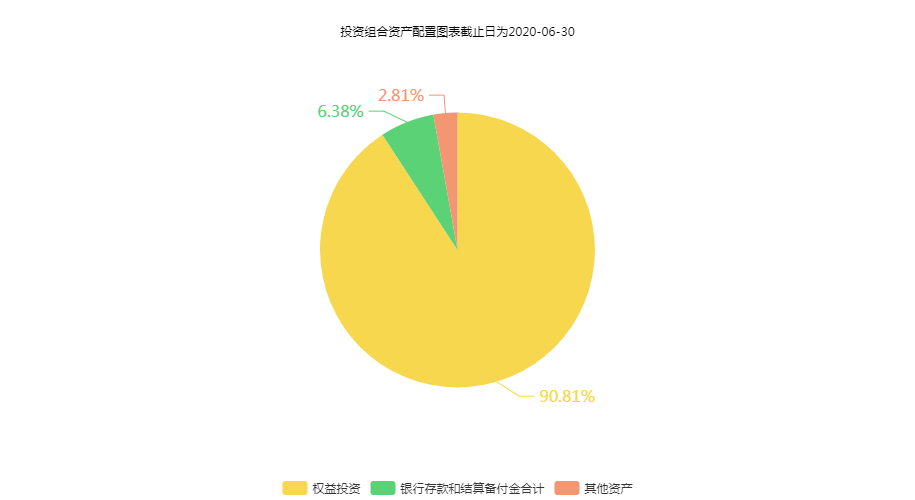 投资组合资产配置图表截止日为2020-06-30
2.81%
6.38%
90.81%
权益投资 银行存款和结算备付金合计 其他资产